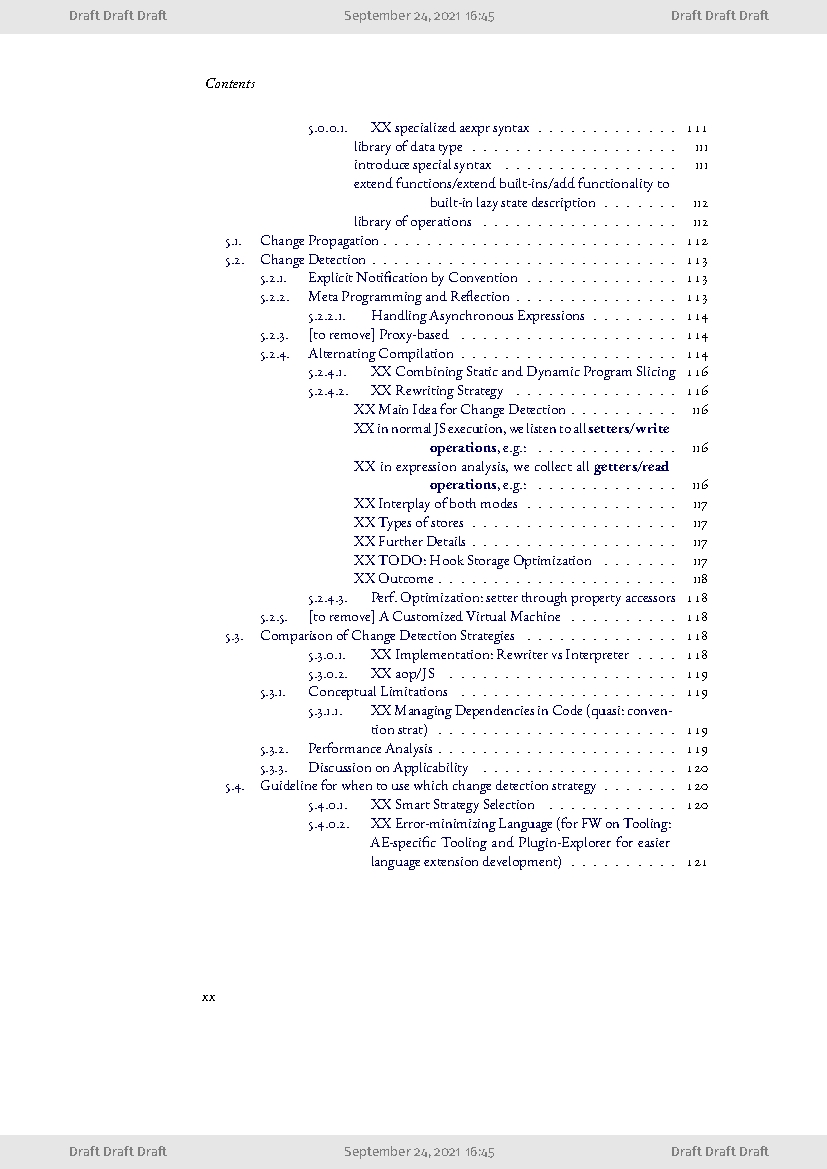 Draft Draft Draft September 24, 2021 16:45 Draft Draft Draft
Contents
5.0.0.1. XX specialized aexpr syntax . . . . . . . . . . . . . 111
library of data type . . . . . . . . . . . . . . . . . . . 111
introduce special syntax . . . . . . . . . . . . . . . . 111
extend functions/extend built-ins/add functionality to
built-in lazy state description . . . . . . . 112
library of operations . . . . . . . . . . . . . . . . . . 112
5.1. Change Propagation . . . . . . . . . . . . . . . . . . . . . . . . . . . 112
5.2. Change Detection . . . . . . . . . . . . . . . . . . . . . . . . . . . . 113
5.2.1. Explicit Notification by Convention . . . . . . . . . . . . . . 113
5.2.2. Meta Programming and Reflection . . . . . . . . . . . . . . . 113
5.2.2.1. Handling Asynchronous Expressions . . . . . . . . 114
5.2.3. [to remove] Proxy-based . . . . . . . . . . . . . . . . . . . . 114
5.2.4. Alternating Compilation . . . . . . . . . . . . . . . . . . . . 114
5.2.4.1. XX Combining Static and Dynamic Program Slicing 116
5.2.4.2. XX Rewriting Strategy . . . . . . . . . . . . . . . 116
XX Main Idea for Change Detection . . . . . . . . . . 116
XX in normal JS execution, we listen to all setters/write
operations, e.g.: . . . . . . . . . . . . . 116
XX in expression analysis, we collect all getters/read
operations, e.g.: . . . . . . . . . . . . . 116
XX Interplay of both modes . . . . . . . . . . . . . . 117
XX Types of stores . . . . . . . . . . . . . . . . . . . 117
XX Further Details . . . . . . . . . . . . . . . . . . . 117
XX TODO: Hook Storage Optimization . . . . . . . 117
XX Outcome . . . . . . . . . . . . . . . . . . . . . . 118
5.2.4.3. Perf. Optimization: setter through property accessors 118
5.2.5. [to remove] A Customized Virtual Machine . . . . . . . . . . 118
5.3. Comparison of Change Detection Strategies . . . . . . . . . . . . . . 118
5.3.0.1. XX Implementation: Rewriter vs Interpreter . . . . 118
5.3.0.2. XX aop/JS . . . . . . . . . . . . . . . . . . . . . 119
5.3.1. Conceptual Limitations . . . . . . . . . . . . . . . . . . . . 119
5.3.1.1. XX Managing Dependencies in Code (quasi: conven-
tion strat) . . . . . . . . . . . . . . . . . . . . . . 119
5.3.2. Performance Analysis . . . . . . . . . . . . . . . . . . . . . . 119
5.3.3. Discussion on Applicability . . . . . . . . . . . . . . . . . . 120
5.4. Guideline for when to use which change detection strategy . . . . . . . 120
5.4.0.1. XX Smart Strategy Selection . . . . . . . . . . . . 120
5.4.0.2. XX Error-minimizing Language (for FW on Tooling:
AE-specific Tooling and Plugin-Explorer for easier
language extension development) . . . . . . . . . . 121
xx
Draft Draft Draft September 24, 2021 16:45 Draft Draft Draft